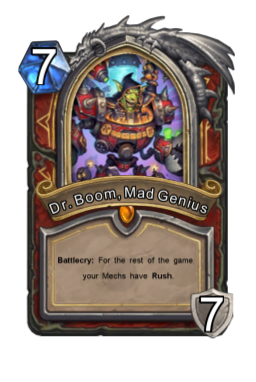 7
Dr. Boom, Mad Genius
Battlecry: For the rest of the game
your Mechs have Rush.
7